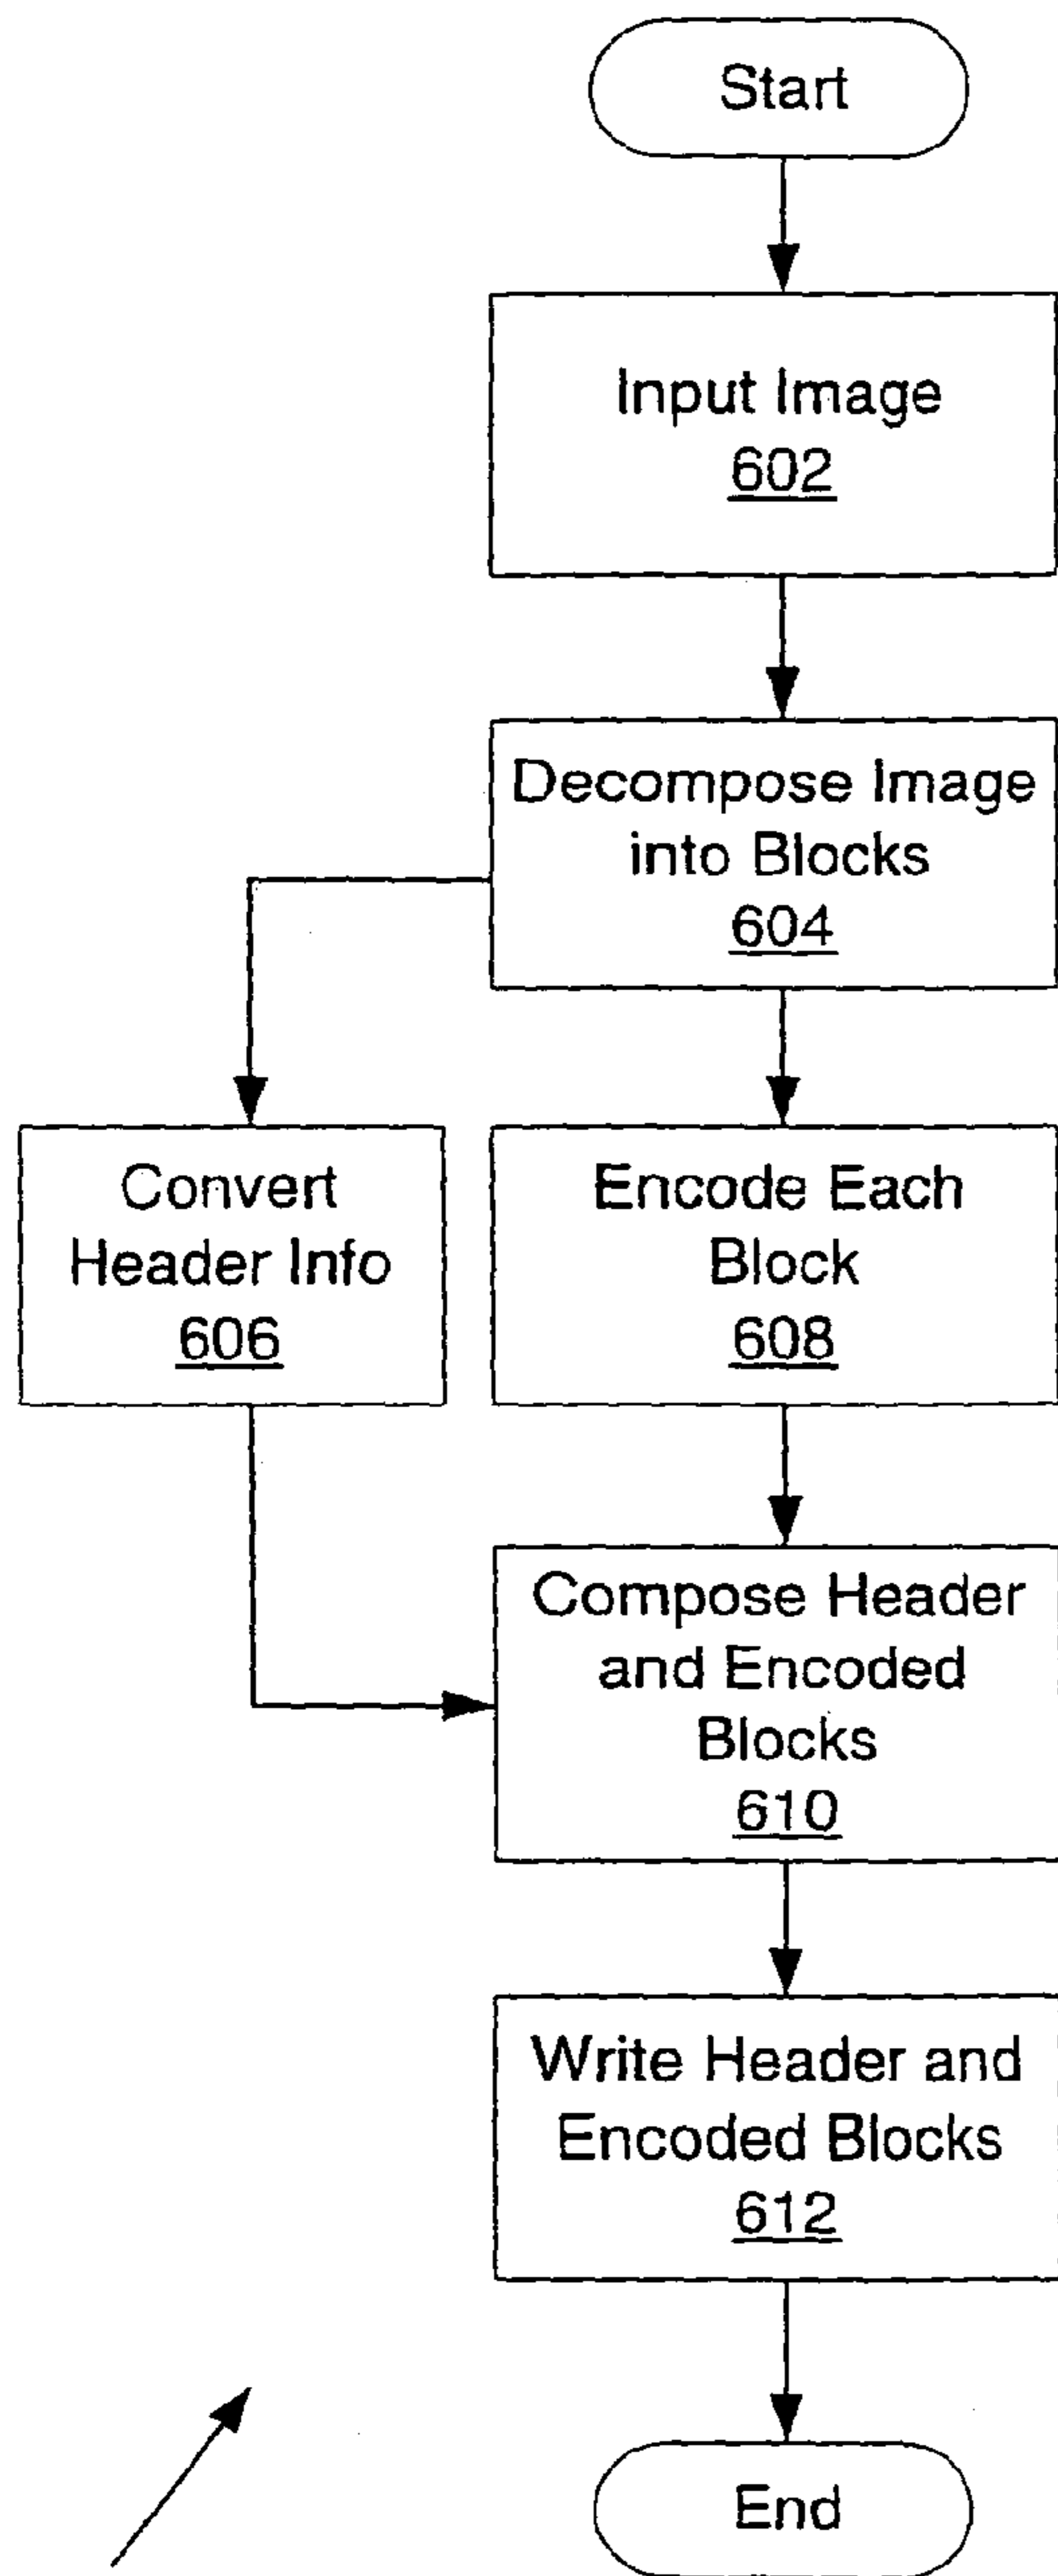 Start
Input Image
602
Decompose Image
into Blocks
604
Convert
Header Info
606
Encode Each
Block
608
Compose Header
and Encoded
Blocks
610
Write Header and
Encoded Blocks
612
End